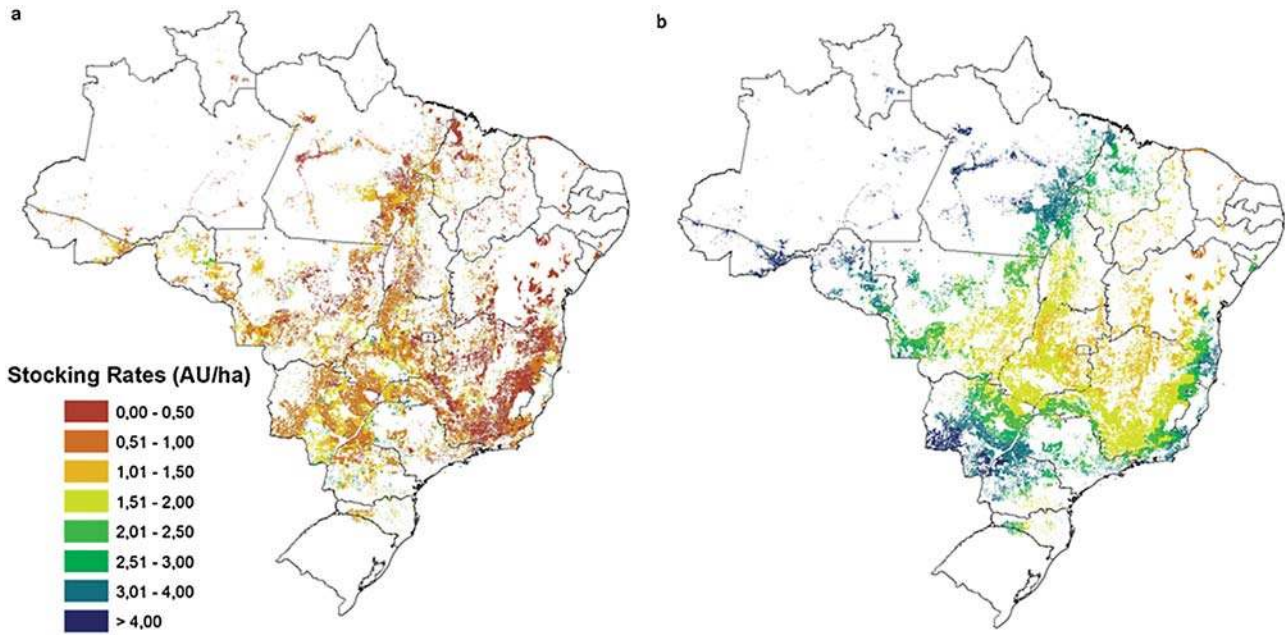 a
b
Stocking Rates (AU/ha)
0,00 - 0,50
0,51 - 1,00
1,01 - 1,50
1,51 - 2,00
2,01 - 2,50
2,51 - 3,00
3,01 - 4,00
> 4,00